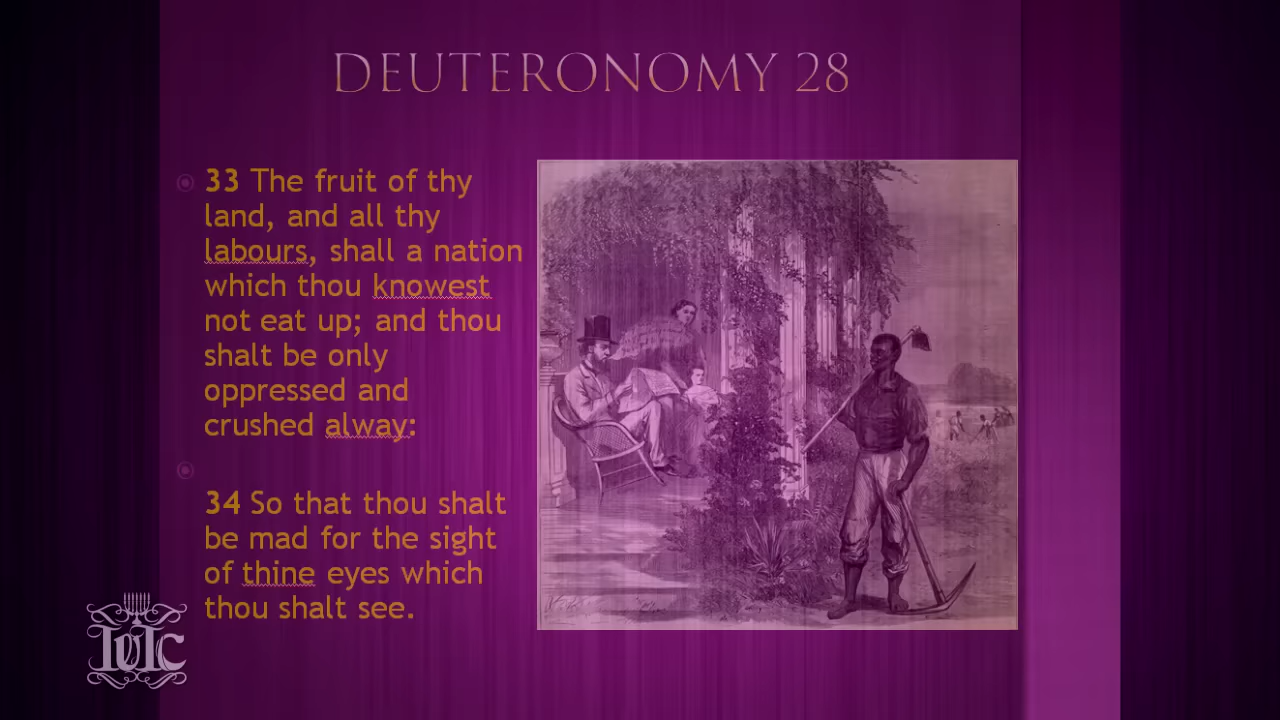 DEUTERONOMY 28
33 The fruit of thy
land, and all thy
labours, shall a nation
which thou knowest
not eat up; and thou
shalt be only
oppressed and
crushed alway:
34 So that thou shalt
be mad for the sight
of thine eyes which
thou shalt see.
IUIC